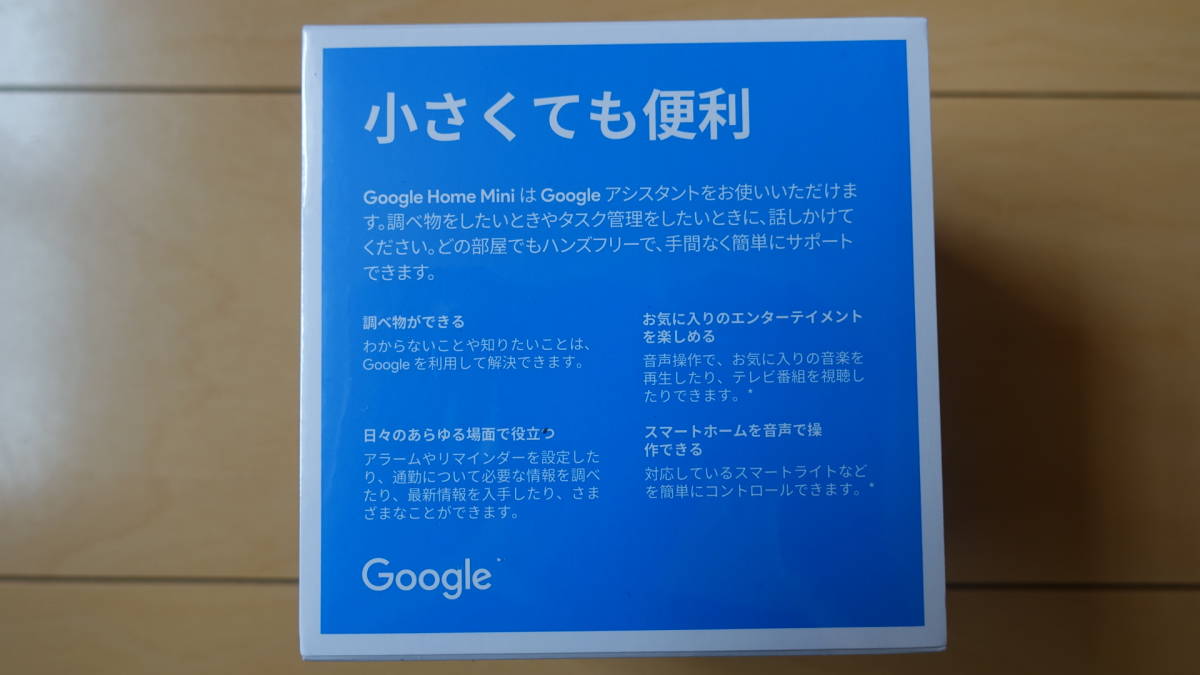 小さくても便利
Google Home Mini は Google アシスタントをお使いいただけま
す。調べ物をしたいときやタスク管理をしたいときに、話しかけて
ください。どの部屋でもハンズフリーで、手間なく簡単にサポート
できます。
調べ物ができる
わからないことや知りたいことは、
Google を利用して解決できます。
お気に入りのエンターテイメント
を楽しめる
音声操作で、お気に入りの音楽を
再生したり、テレビ番組を視聴し
たりできます。*
日々のあらゆる場面で役立つ
アラームやリマインダーを設定した
り、通勤について必要な情報を調べ
たり、最新情報を入手したり、さま
ざまなことができます。
スマートホームを音声で操
作できる
対応しているスマートライトなど
を簡単にコントロールできます。*
Google